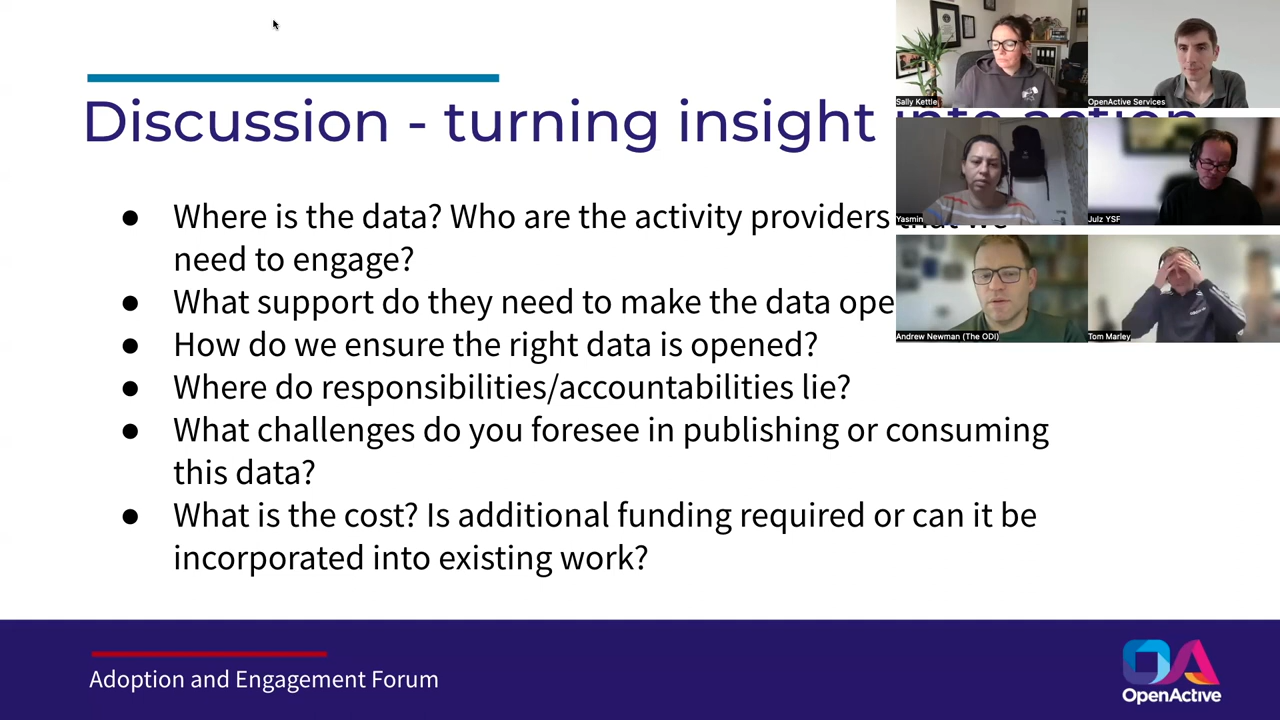 Discussion - turning insight into action
Where is the data? Who are the activity providers that we
need to engage?
What support do they need to make the data ope
How do we ensure the right data is opened?
Where do responsibilities/accountabilities lie?
What challenges do you foresee in publishing or consuming
this data?
What is the cost? Is additional funding required or can it be
incorporated into existing work?
Sally Kettle
OpenActive Services
Yasmin
Julz YSF
Andrew Newman (The ODI)
Tom Marley
Adoption and Engagement Forum
OpenActive